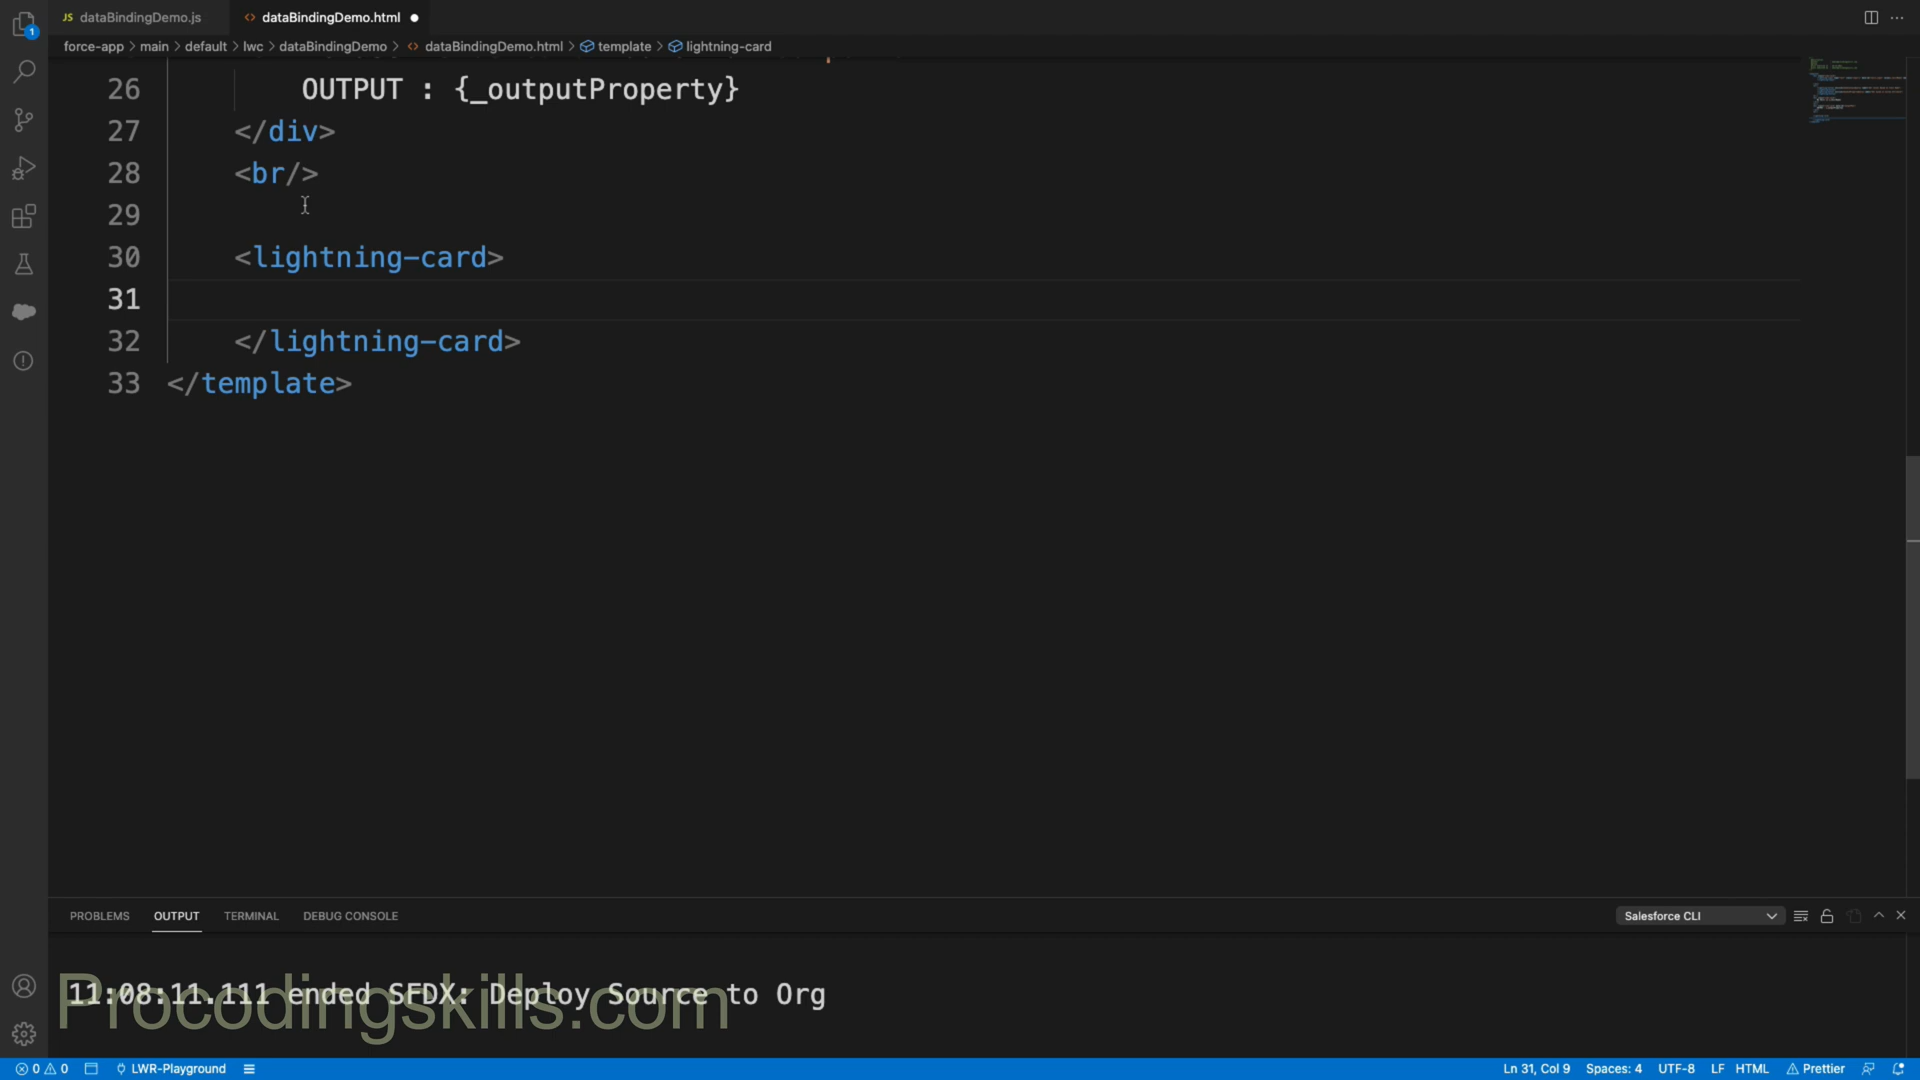 JS dataBindingDemo.js <> dataBindingDemo.html ●
force-app > main > default > lwc > dataBindingDemo > <> dataBindingDemo.html > template > lightning-card
26 OUTPUT : {_outputProperty}
27 </div>
28 <br/>
29
30 <lightning-card>
31
32 </lightning-card>
33 </template>
PROBLEMS OUTPUT TERMINAL DEBUG CONSOLE Salesforce CLI
11:08:11.111 ended SFDX: Deploy Source to Org
Procodingskills.com
0 0 LWR-Playground Ln 31, Col 9 Spaces: 4 UTF-8 LF HTML Prettier
1